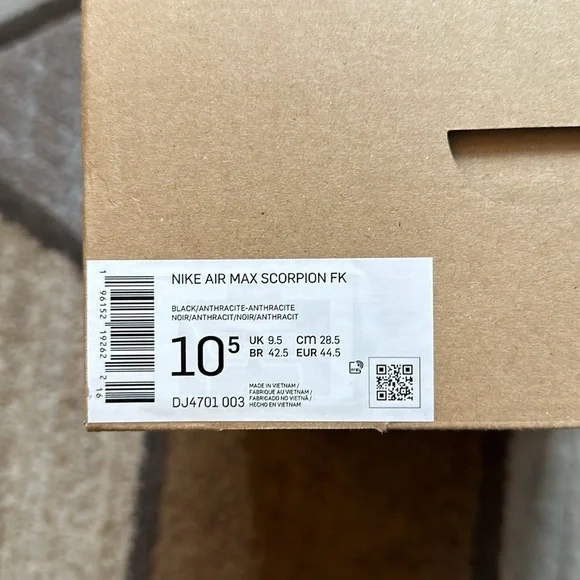 NIKE AIR MAX SCORPION FK
BLACK/ANTHRACITE-ANTHRACITE
NOIR/ANTHRACIT/NOIR/ANTHRACIT
10⁵ UK 9.5 cm 28.5
BR 42.5 EUR 44.5
DJ4701 003
MADE IN VIETNAM /
FABRIQUÉ AU VIETNAM /
FABRICADO NO VIETNÃ /
HECHO EN VIETNAM
1 96152 19262 2 16